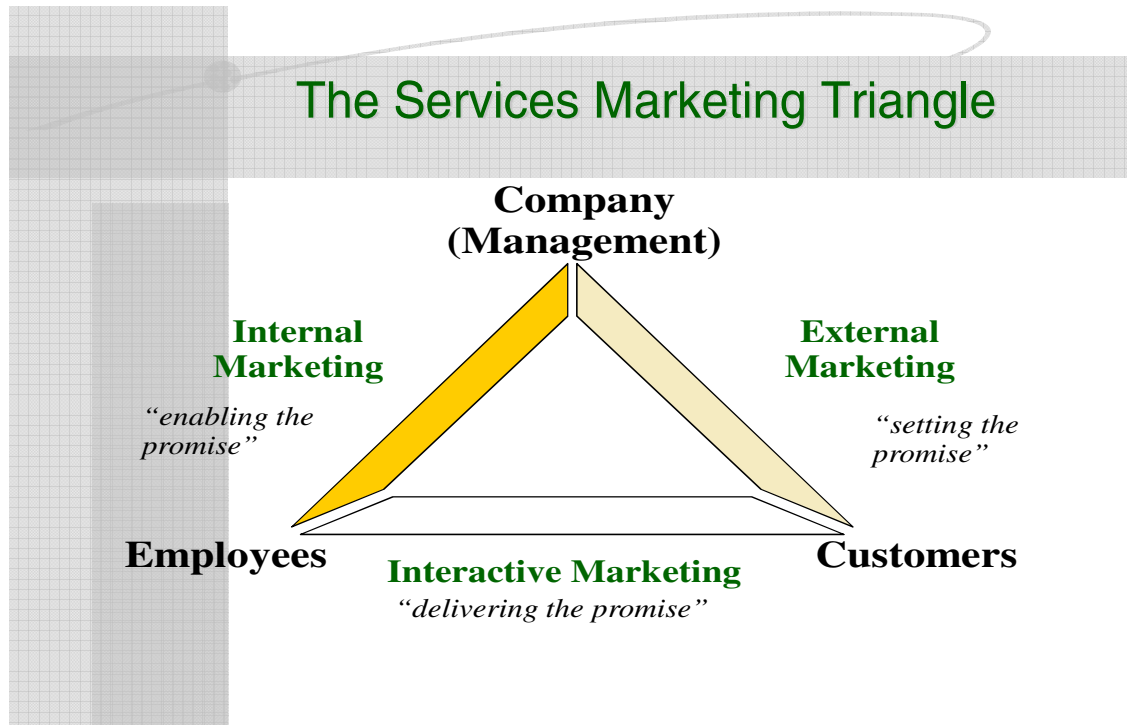 The Services Marketing Triangle
Company
(Management)
Internal
Marketing
“enabling the
promise”
External
Marketing
“setting the
promise”
Employees
Customers
Interactive Marketing
“delivering the promise”